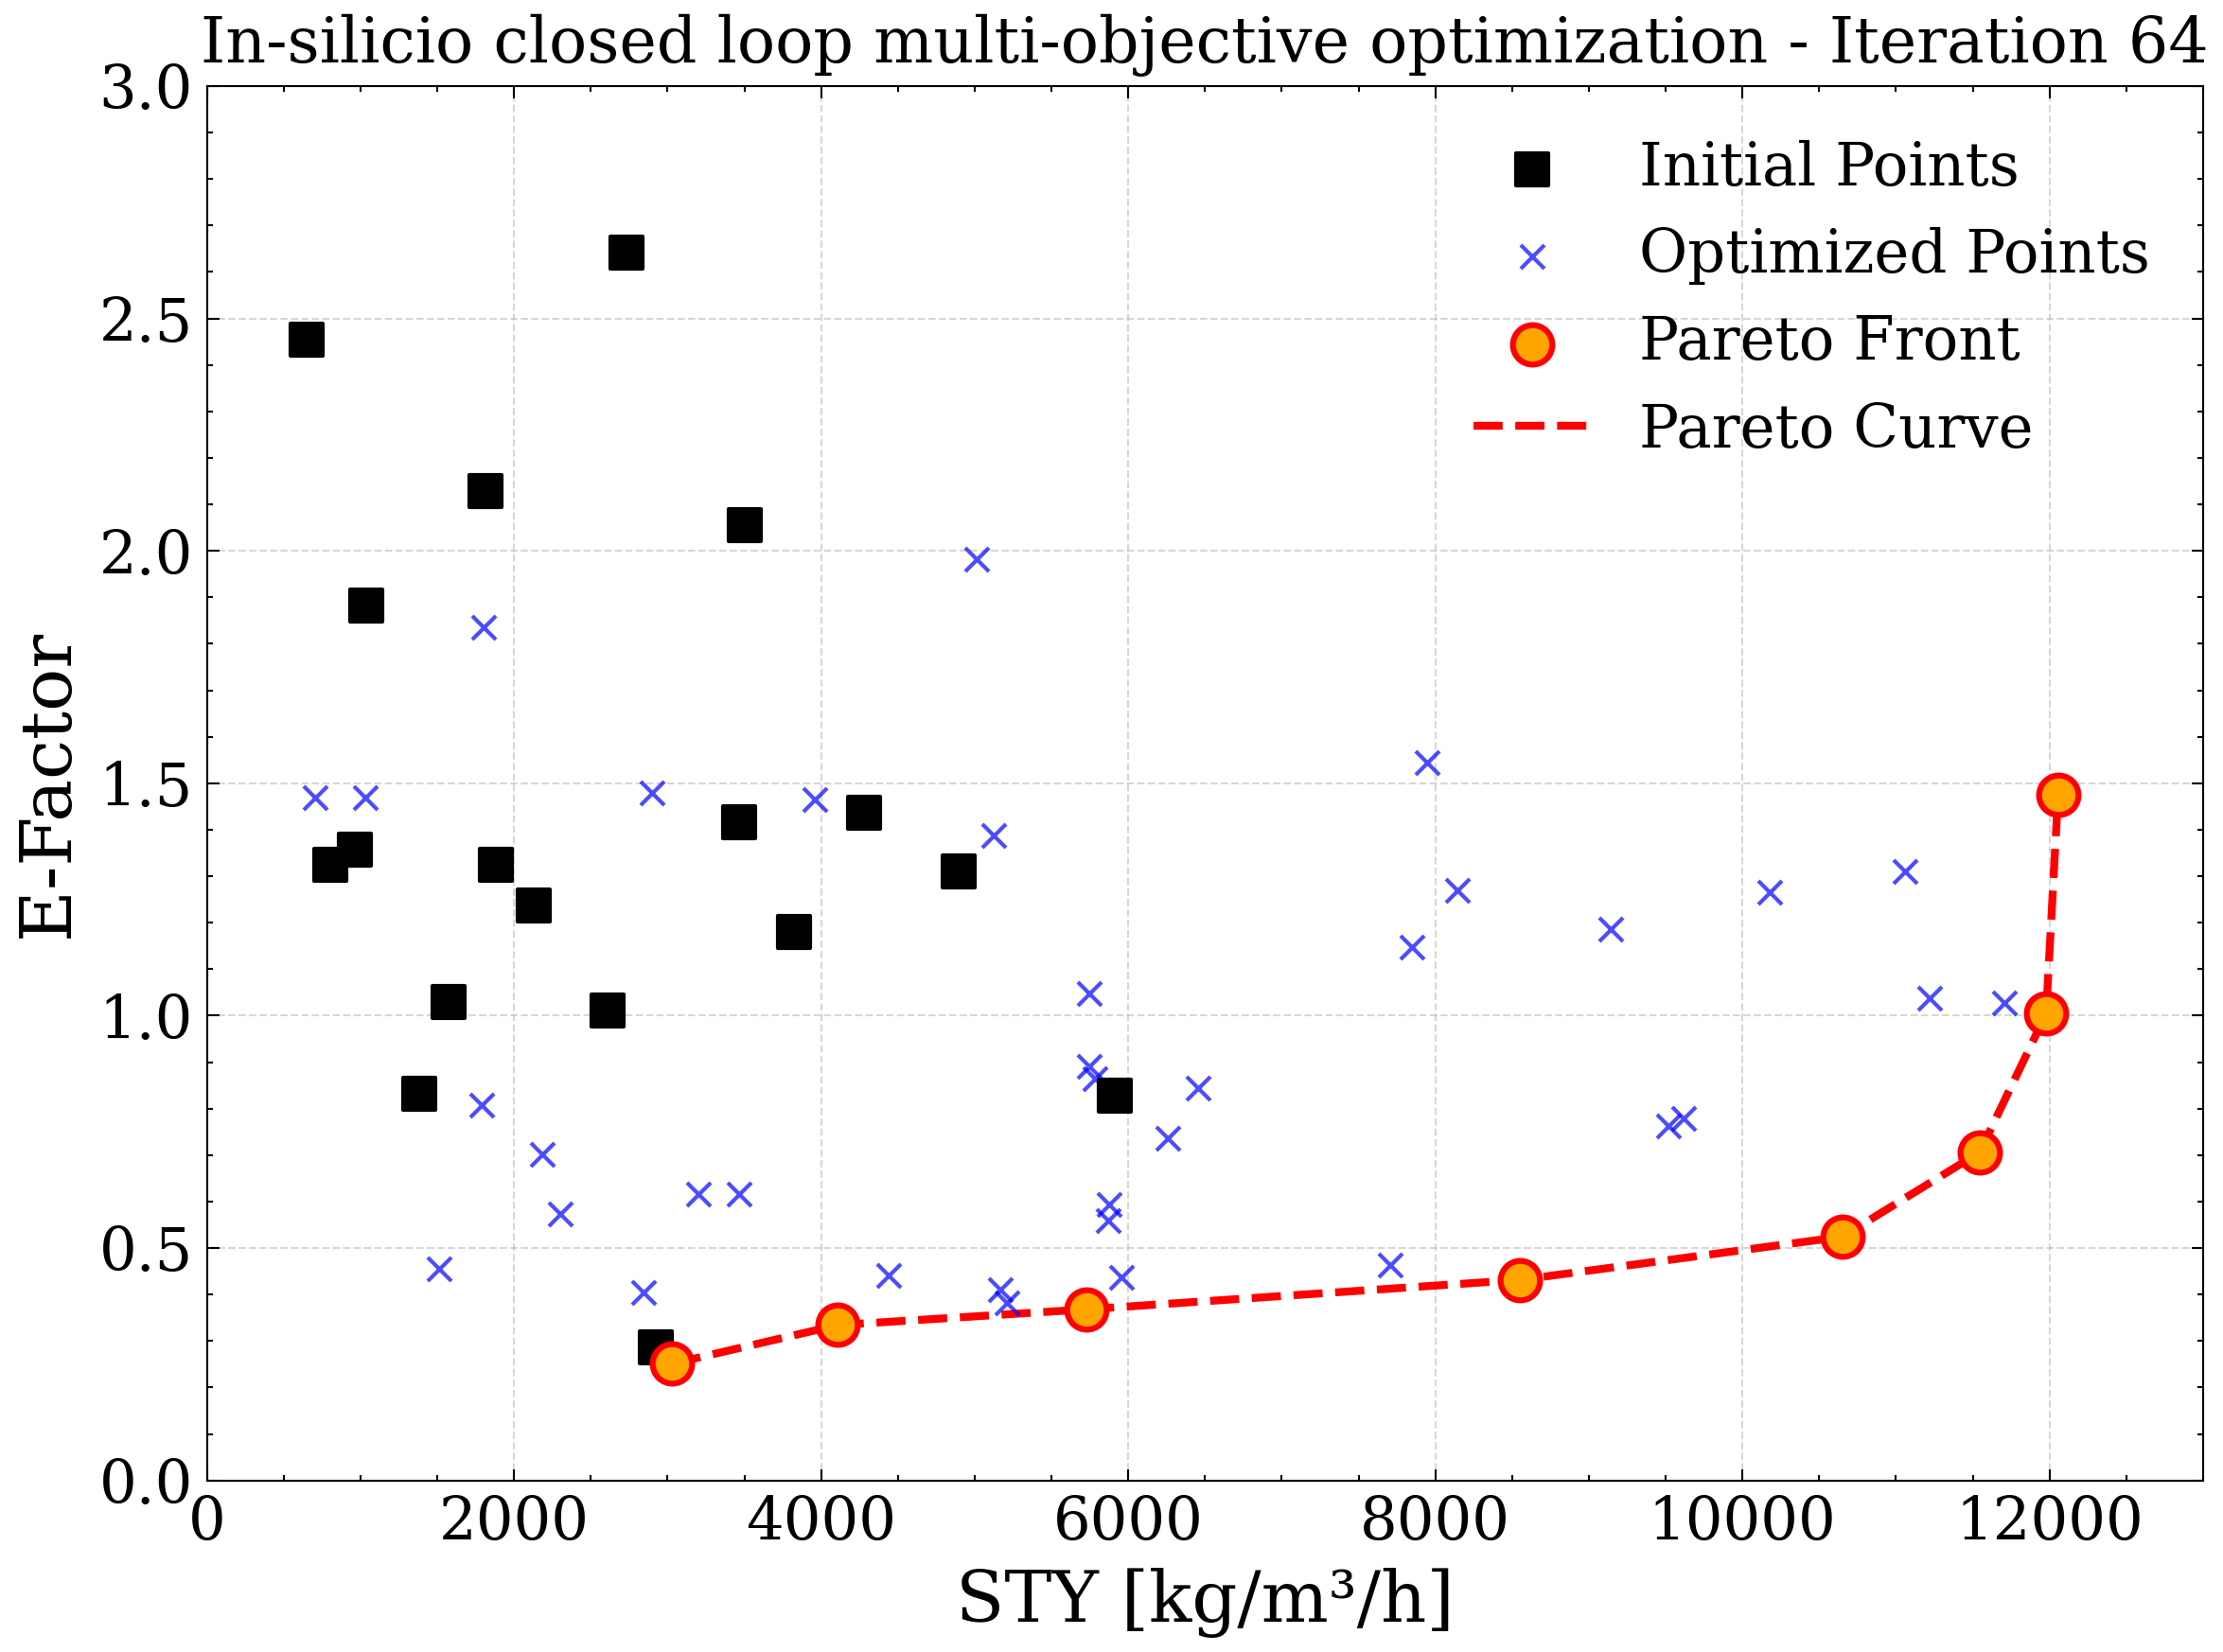 In-silicio closed loop multi-objective optimization - Iteration 64
3.0
2.5
2.0
1.5
1.0
0.5
0.0
E-Factor
Initial Points
Optimized Points
Pareto Front
Pareto Curve
0 2000 4000 6000 8000 10000 12000
STY [kg/m³/h]